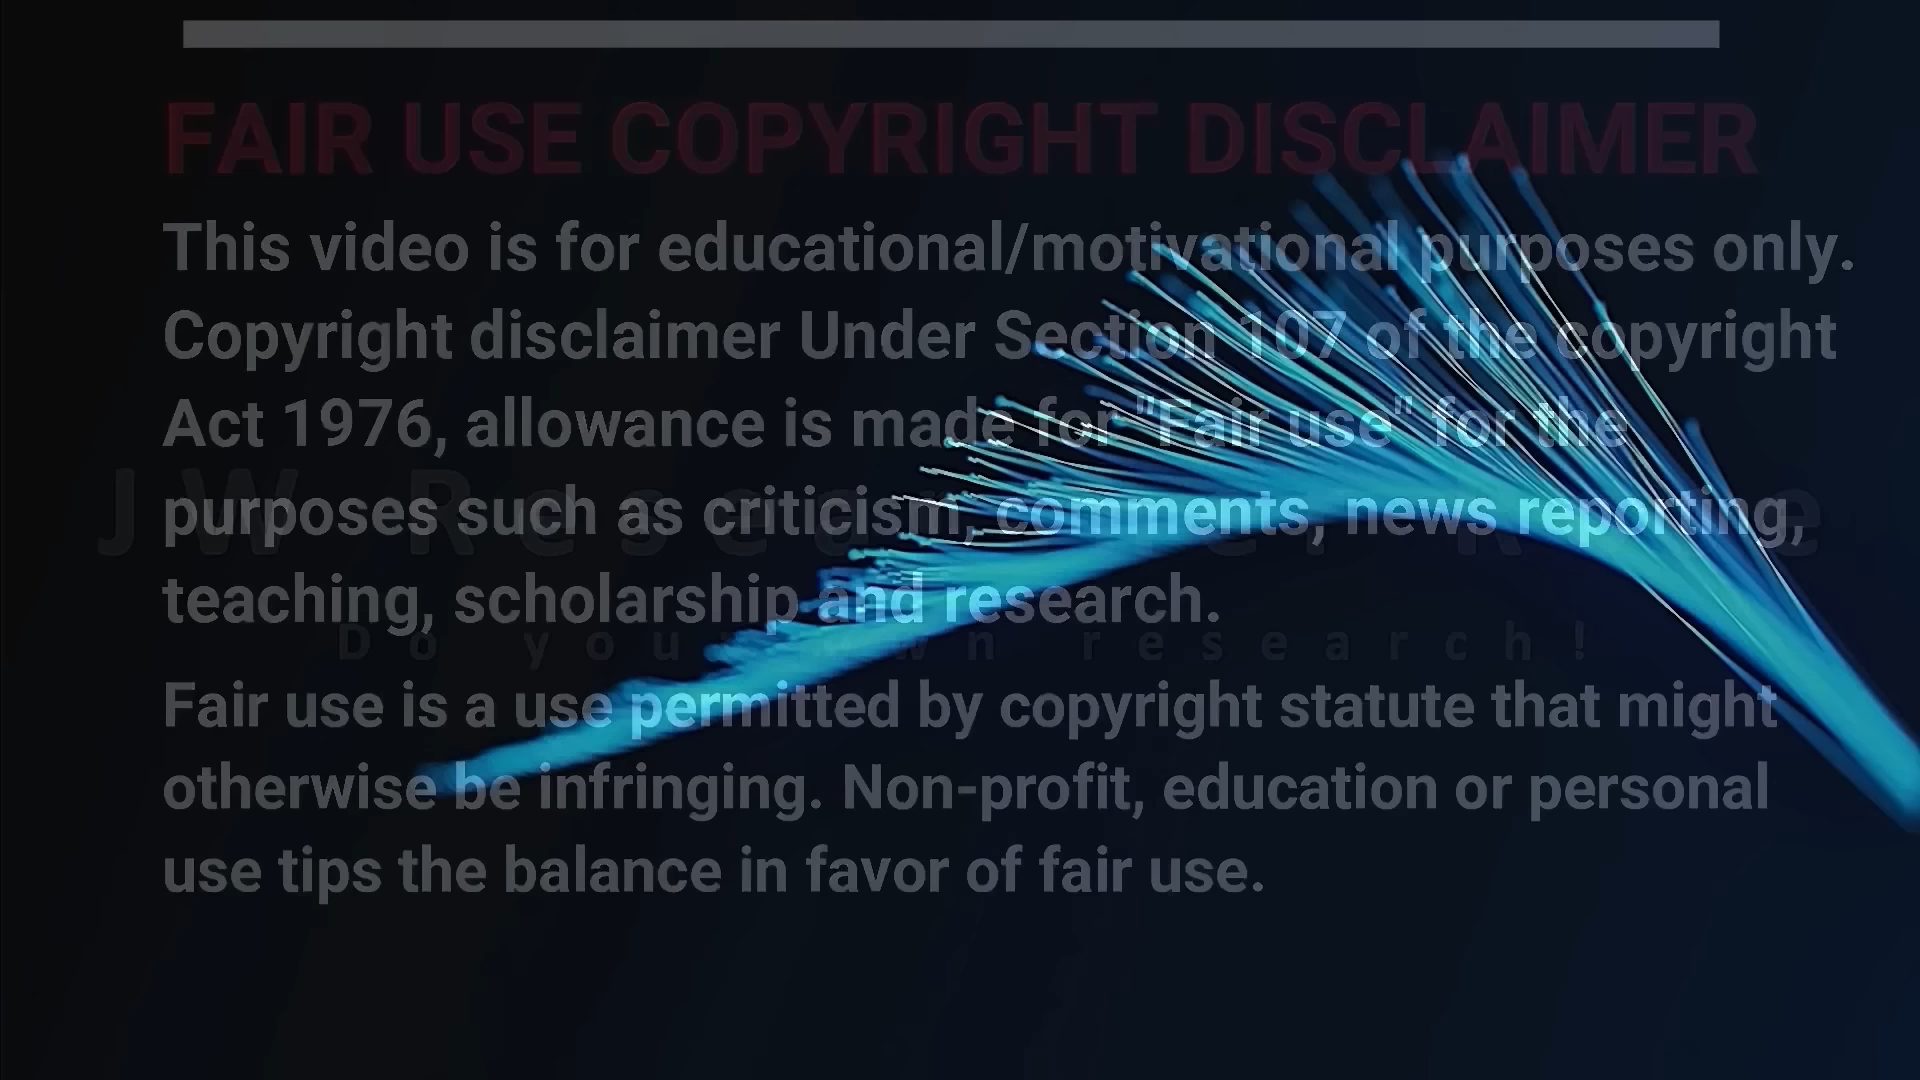 FAIR USE COPYRIGHT DISCLAIMER
This video is for educational/motivational purposes only.
Copyright disclaimer Under Section 107 of the copyright
Act 1976, allowance is made for "Fair use" for the
purposes such as criticism, comments, news reporting,
teaching, scholarship and research.
Do your own research!
Fair use is a use permitted by copyright statute that might
otherwise be infringing. Non-profit, education or personal
use tips the balance in favor of fair use.